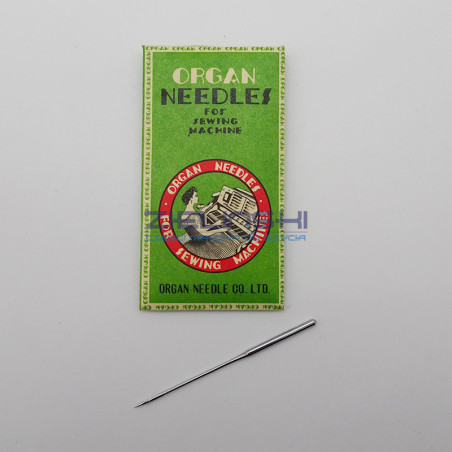 ORGAN
NEEDLES
FOR
SEWING
MACHINE
ORGAN NEEDLES
FOR SEWING MACHINE
ORGAN NEEDLE CO. LTD.